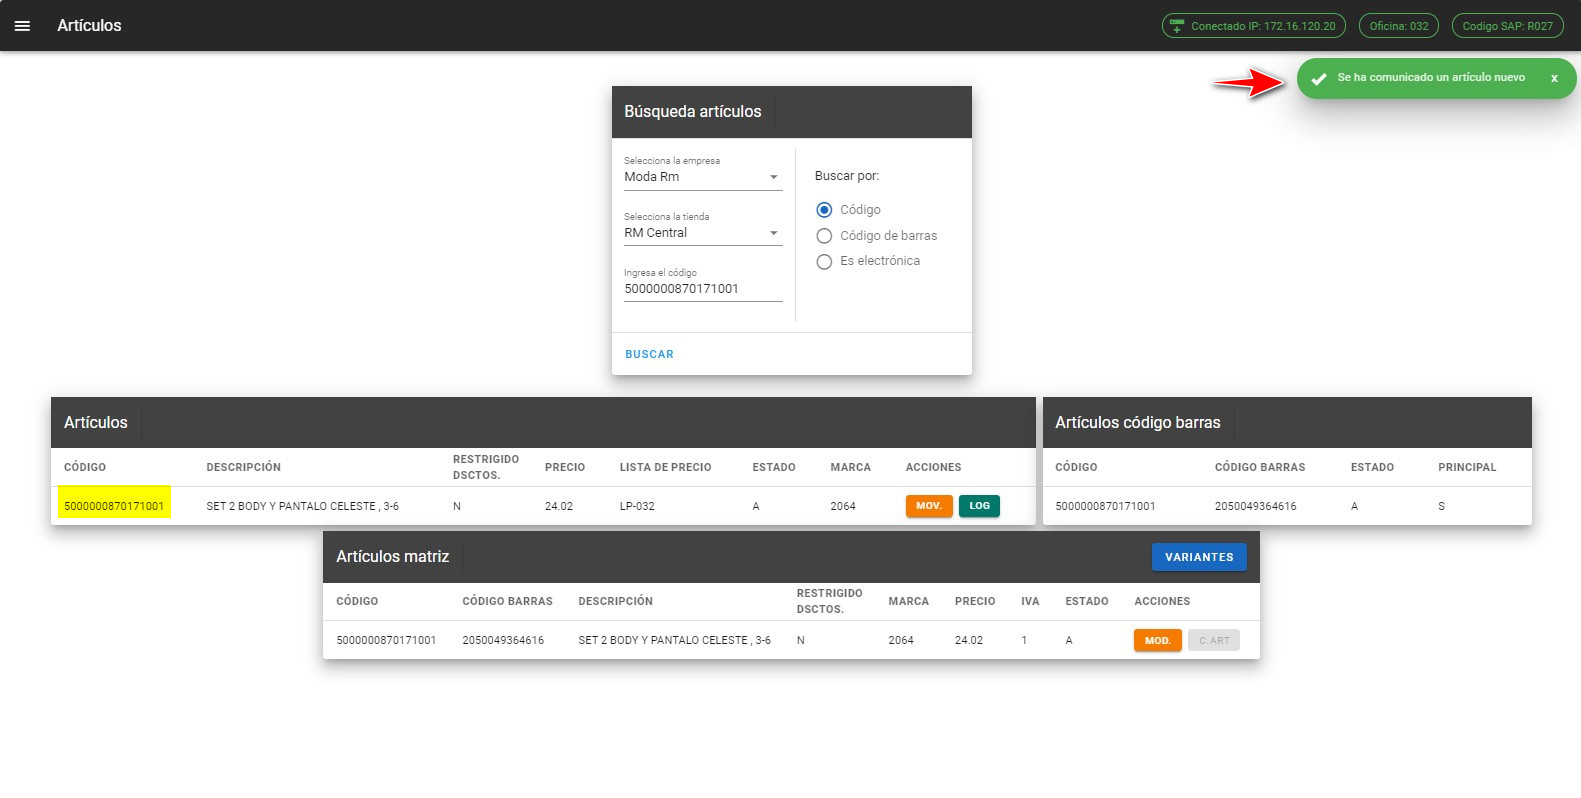 Artículos
Conectado IP: 172.16.120.20
Oficina: 032
Codigo SAP: R027
Se ha comunicado un artículo nuevo
x
Búsqueda artículos
Selecciona la empresa
Moda Rm
Selecciona la tienda
RM Central
Ingresa el código
5000000870171001
Buscar por:
Código
Código de barras
Es electrónica
BUSCAR
Artículos
CÓDIGO DESCRIPCIÓN RESTRIGIDO DSCTOS. PRECIO LISTA DE PRECIO ESTADO MARCA ACCIONES
5000000870171001 SET 2 BODY Y PANTALO CELESTE , 3-6 N 24.02 LP-032 A 2064 MOV. LOG
Artículos código barras
CÓDIGO CÓDIGO BARRAS ESTADO PRINCIPAL
5000000870171001 2050049364616 A S
Artículos matriz
VARIANTES
CÓDIGO CÓDIGO BARRAS DESCRIPCIÓN RESTRIGIDO DSCTOS. MARCA PRECIO IVA ESTADO ACCIONES
5000000870171001 2050049364616 SET 2 BODY Y PANTALO CELESTE , 3-6 N 2064 24.02 1 A MOD. C.ART